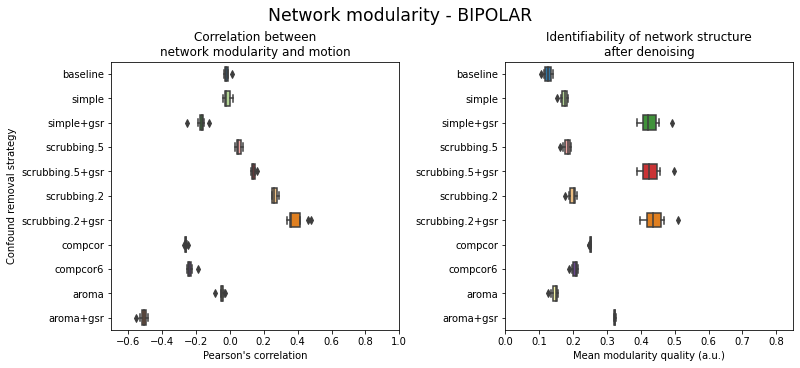 Network modularity - BIPOLAR
Correlation between
network modularity and motion
Confound removal strategy
baseline
simple
simple+gsr
scrubbing.5
scrubbing.5+gsr
scrubbing.2
scrubbing.2+gsr
compcor
compcor6
aroma
aroma+gsr
−0.6 −0.4 −0.2 0.0 0.2 0.4 0.6 0.8 1.0
Pearson's correlation
Identifiability of network structure
after denoising
baseline
simple
simple+gsr
scrubbing.5
scrubbing.5+gsr
scrubbing.2
scrubbing.2+gsr
compcor
compcor6
aroma
aroma+gsr
0.0 0.1 0.2 0.3 0.4 0.5 0.6 0.7 0.8
Mean modularity quality (a.u.)